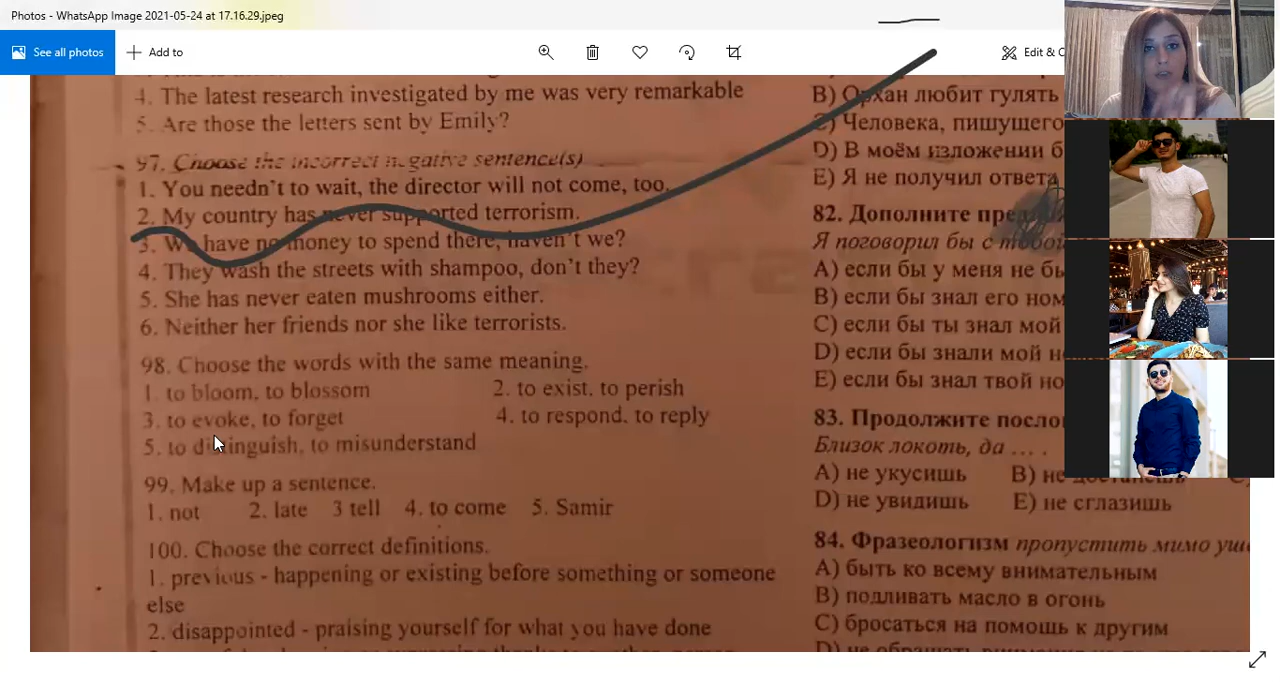 Photos - WhatsApp Image 2021-05-24 at 17.16.29.jpeg
See all photos
Add to
Edit & C
4. The latest research investigated by me was very remarkable
5. Are those the letters sent by Emily?
97. Choose the incorrect negative sentence(s)
1. You needn't to wait, the director will not come, too.
2. My country has never supported terrorism.
3. We have no money to spend there, haven't we?
4. They wash the streets with shampoo, don't they?
5. She has never eaten mushrooms either.
6. Neither her friends nor she like terrorists.
98. Choose the words with the same meaning.
1. to bloom, to blossom 2. to exist, to perish
3. to evoke, to forget 4. to respond, to reply
5. to distinguish, to misunderstand
99. Make up a sentence.
1. not 2. late 3 tell 4. to come 5. Samir
100. Choose the correct definitions.
1. previous - happening or existing before something or someone
else
2. disappointed - praising yourself for what you have done
B) Орхан любит гулять
C) Человека, пишущего
D) В моём изложении б
E) Я не получил ответа
82. Дополните пред
Я поговорил бы с тобой
A) если бы у меня не бы
B) если бы знал его ном
C) если бы ты знал мой
D) если бы знали мой н
E) если бы знал твой но
83. Продолжите посло
Близок локоть, да ... .
A) не укусишь B) не
D) не увидишь E) не сглазишь
84. Фразеологизм пропустить мимо уше
A) быть ко всему внимательным
B) подливать масло в огонь
C) бросаться на помощь к другим